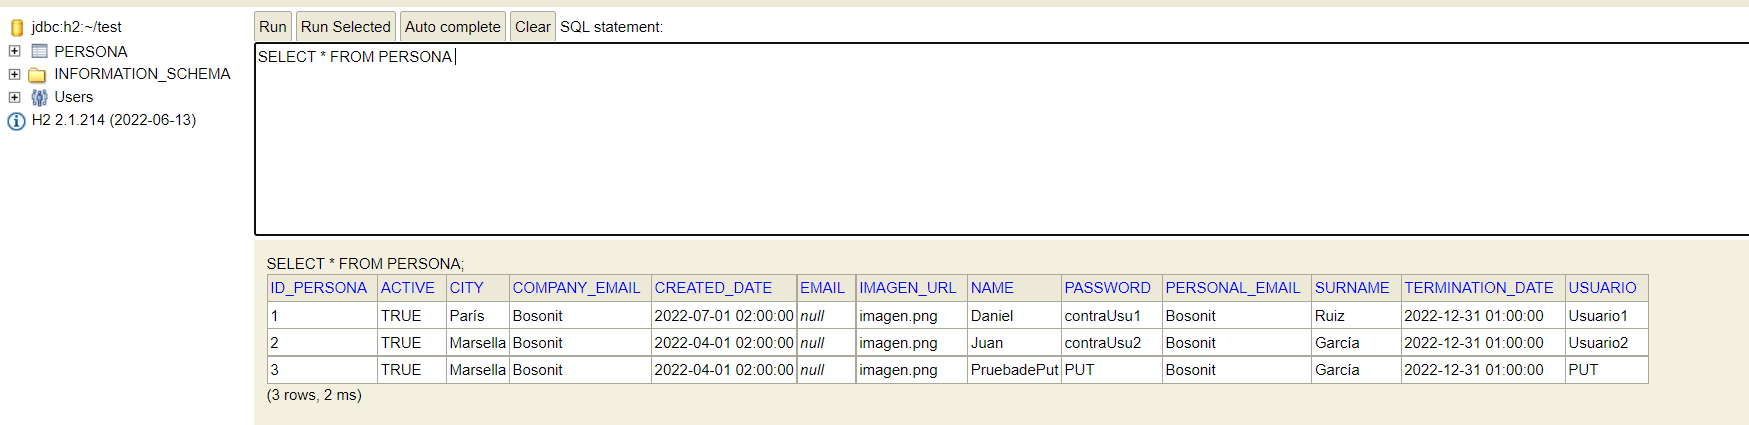 jdbc:h2:~/test
PERSONA
INFORMATION_SCHEMA
Users
H2 2.1.214 (2022-06-13)
Run Run Selected Auto complete Clear SQL statement:
SELECT * FROM PERSONA
SELECT * FROM PERSONA;
ID_PERSONA ACTIVE CITY COMPANY_EMAIL CREATED_DATE EMAIL IMAGEN_URL NAME PASSWORD PERSONAL_EMAIL SURNAME TERMINATION_DATE USUARIO
1 TRUE París Bosonit 2022-07-01 02:00:00 null imagen.png Daniel contraUsu1 Bosonit Ruiz 2022-12-31 01:00:00 Usuario1
2 TRUE Marsella Bosonit 2022-04-01 02:00:00 null imagen.png Juan contraUsu2 Bosonit García 2022-12-31 01:00:00 Usuario2
3 TRUE Marsella Bosonit 2022-04-01 02:00:00 null imagen.png PruebadePut PUT Bosonit García 2022-12-31 01:00:00 PUT
(3 rows, 2 ms)